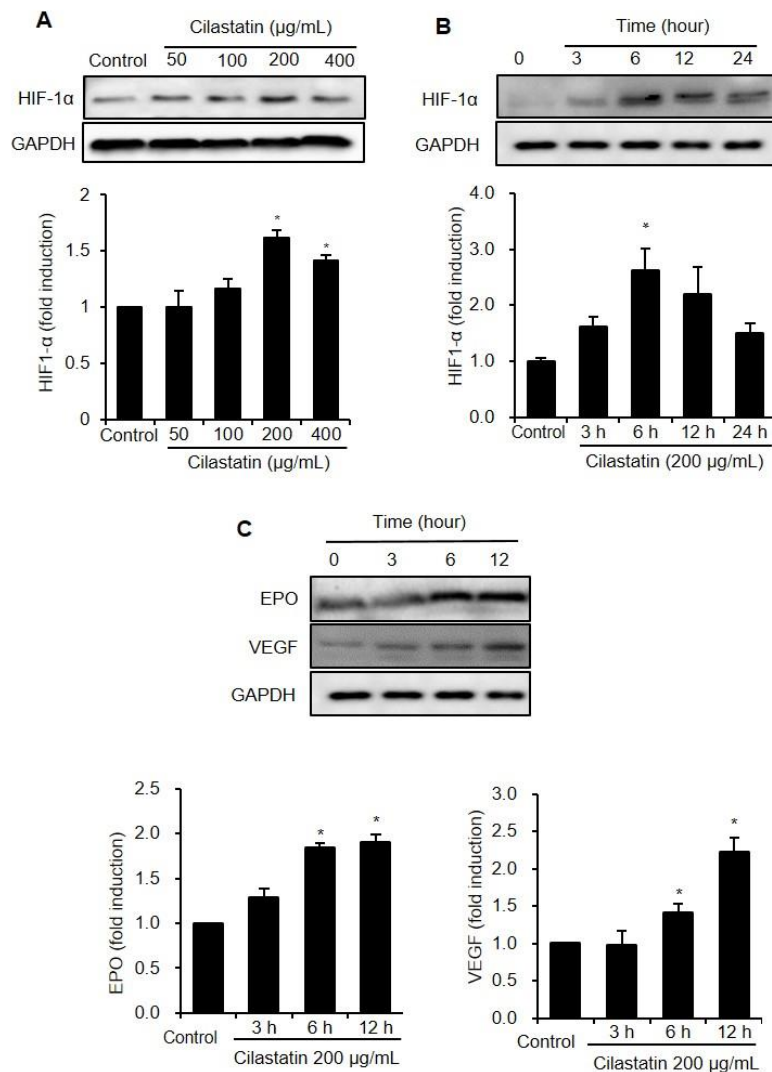 A
Cilastatin (µg/mL)
Control 50 100 200 400
HIF-1α
GAPDH
HIF1-α (fold induction)
2
1.5
1
0.5
0
* *
Control 50 100 200 400
Cilastatin (µg/mL)
B
Time (hour)
0 3 6 12 24
HIF-1α
GAPDH
HIF1-α (fold induction)
4.0
3.0
2.0
1.0
0.0
*
Control 3 h 6 h 12 h 24 h
Cilastatin (200 µg/mL)
C
Time (hour)
0 3 6 12
EPO
VEGF
GAPDH
EPO (fold induction)
2.5
2.0
1.5
1.0
0.5
0.0
* *
Control 3 h 6 h 12 h
Cilastatin 200 µg/mL
VEGF (fold induction)
3.0
2.5
2.0
1.5
1.0
0.5
0.0
* *
Control 3 h 6 h 12 h
Cilastatin 200 µg/mL